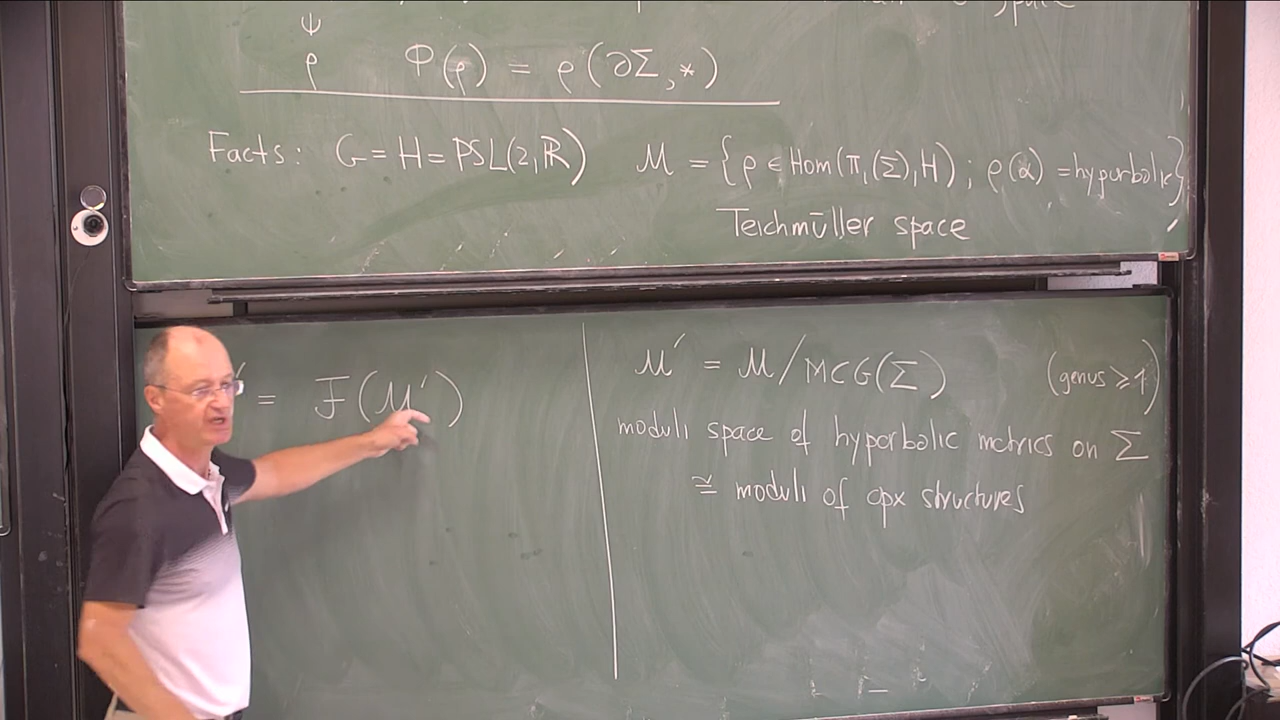 space
Ψ
ρ Φ(ρ) = ρ(∂Σ,*)
Facts: G = H = PSL(2,ℝ) M = {ρ ∈ Hom(π₁(Σ),H); ρ(α) = hyperbolic}
Teichmüller space
′ = F(M′)
M′ = M/MCG(Σ) (genus ≥ 1)
moduli space of hyperbolic metrics on Σ
≅ moduli of cpx structures